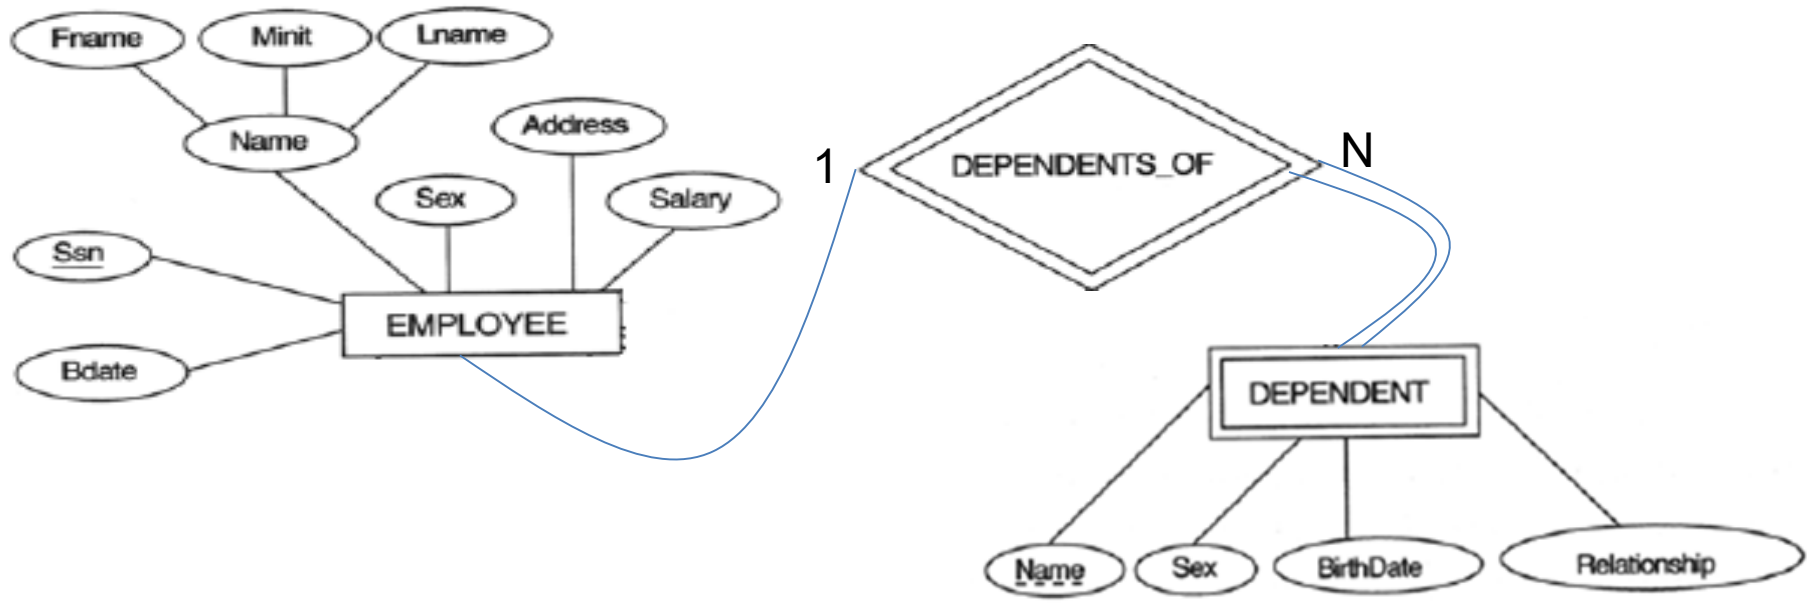 Fname
Minit
Lname
Name
Address
Sex
Salary
Ssn
Bdate
EMPLOYEE
1
DEPENDENTS_OF
N
DEPENDENT
Name
Sex
BirthDate
Relationship